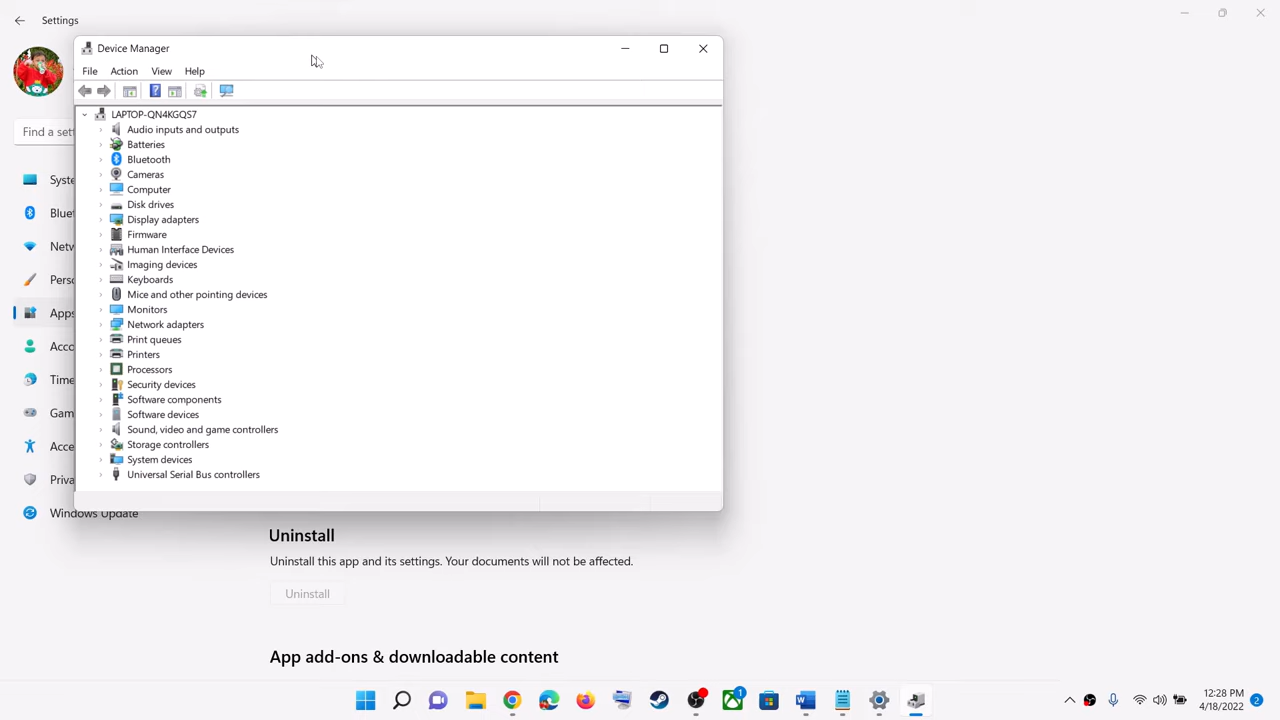 Settings
Device Manager
File Action View Help
LAPTOP-QN4KGQS7
Audio inputs and outputs
Batteries
Bluetooth
Cameras
Computer
Disk drives
Display adapters
Firmware
Human Interface Devices
Imaging devices
Keyboards
Mice and other pointing devices
Monitors
Network adapters
Print queues
Printers
Processors
Security devices
Software components
Software devices
Sound, video and game controllers
Storage controllers
System devices
Universal Serial Bus controllers
Find a set
Syste
Blue
Netw
Perso
Apps
Acco
Time
Gam
Acce
Priva
Windows Update
Uninstall
Uninstall this app and its settings. Your documents will not be affected.
Uninstall
App add-ons & downloadable content
1
12:28 PM
4/18/2022
2